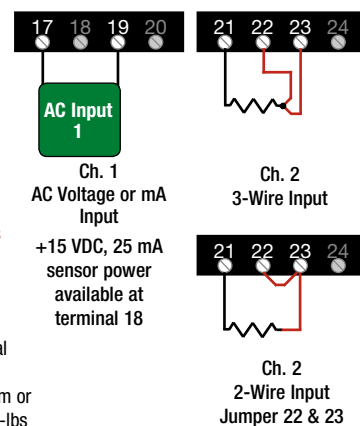 17 18 19 20
AC Input
1
Ch. 1
AC Voltage or mA
Input
+15 VDC, 25 mA
sensor power
available at
terminal 18
21 22 23 24
Ch. 2
3-Wire Input
21 22 23 24
Ch. 2
2-Wire Input
Jumper 22 & 23
m or
-lbs